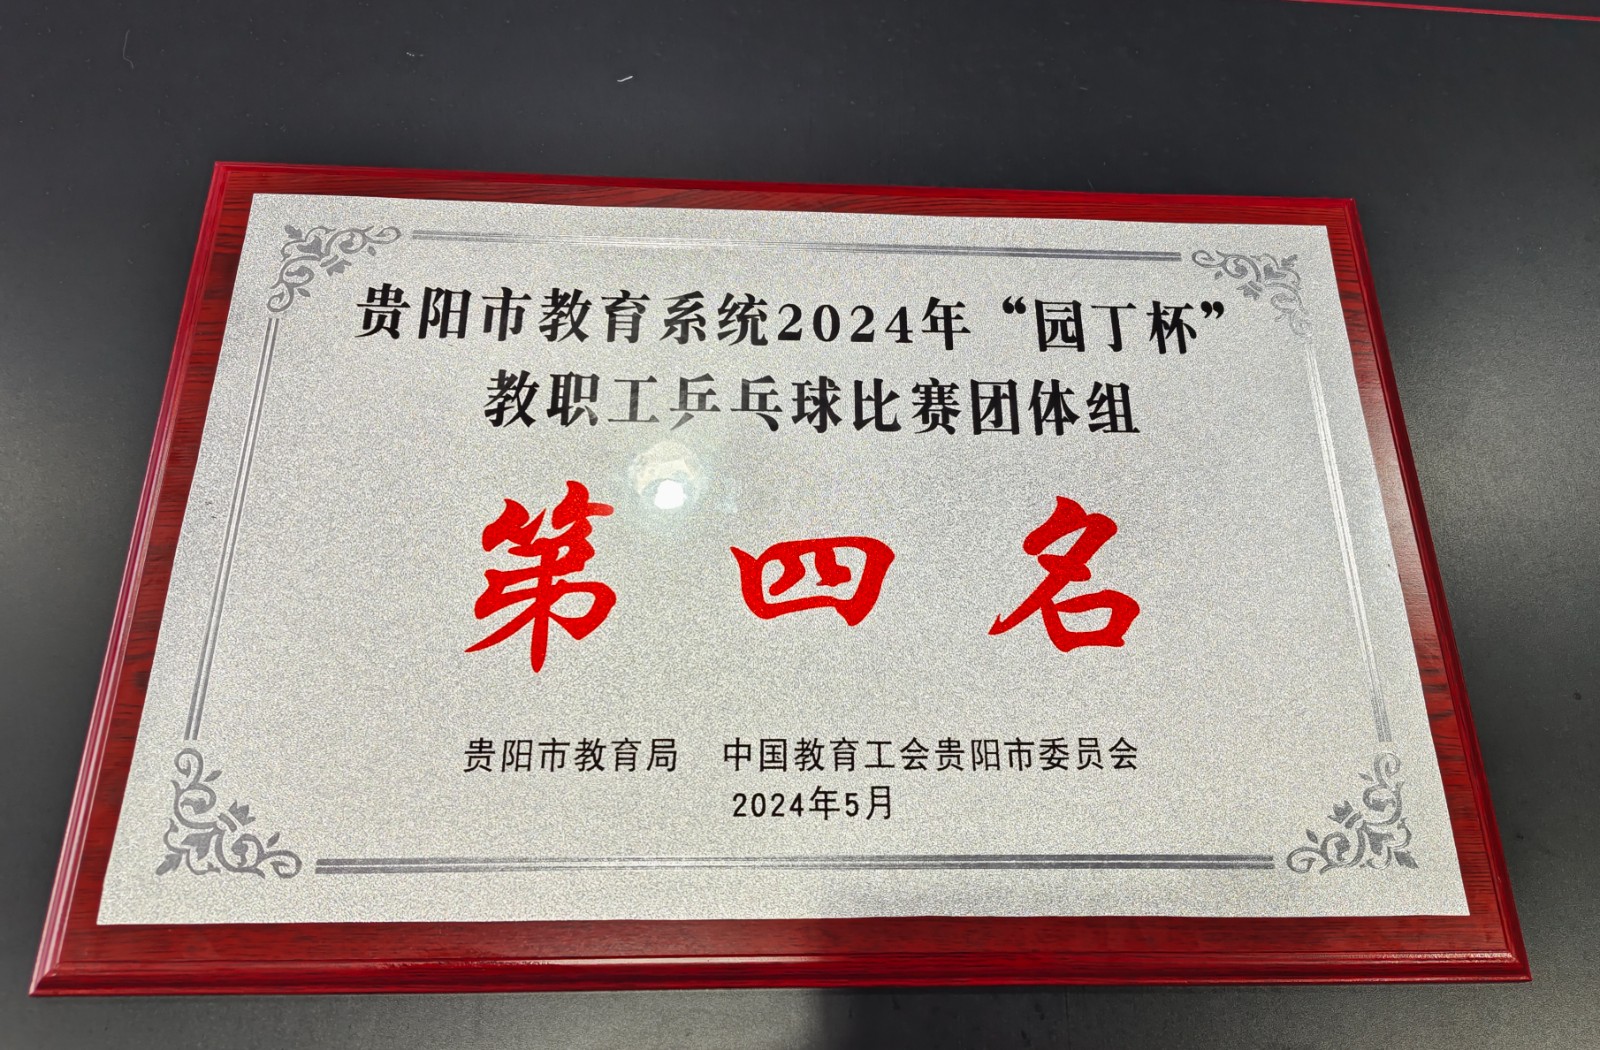 贵阳市教育系统2024年“园丁杯”
教职工乒乓球比赛团体组
第四名
贵阳市教育局 中国教育工会贵阳市委员会
2024年5月